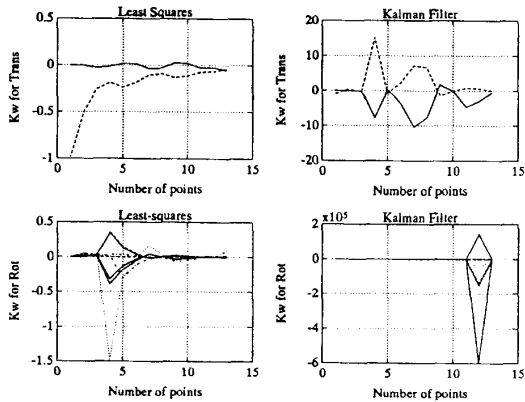 Least Squares
Kw for Trans
0.5
0
-0.5
-1
0
5
10
15
Number of points
Kalman Filter
Kw for Trans
20
10
0
-10
-20
0
5
10
15
Number of points
Least-squares
Kw for Rot
0.5
0
-0.5
-1
-1.5
0
5
10
15
Number of points
x10^5
Kalman Filter
Kw for Rot
2
0
-2
-4
-6
0
5
10
15
Number of points